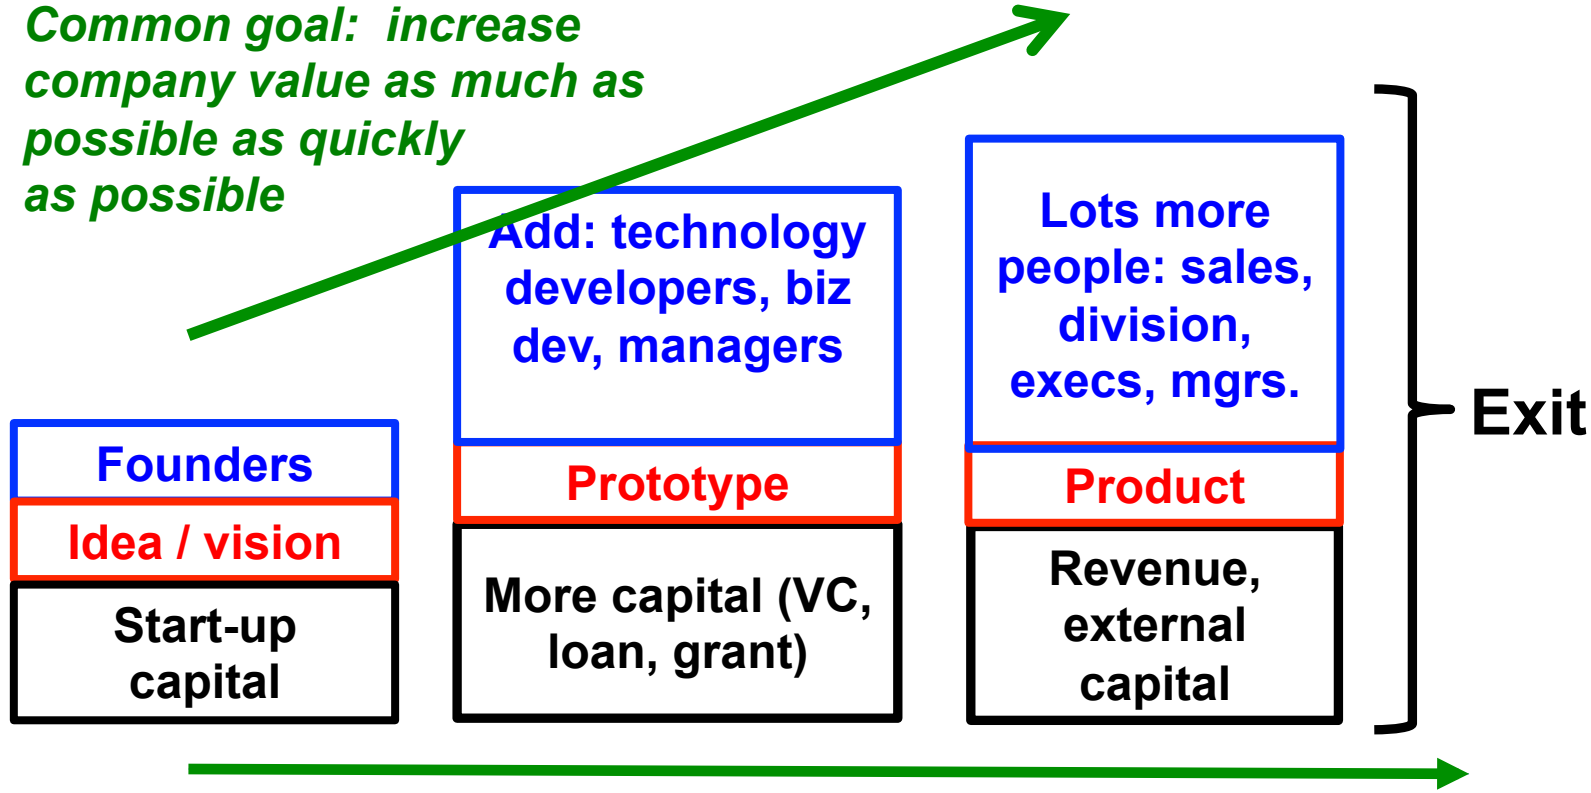 Common goal:  increase
company value as much as
possible as quickly
as possible
Founders
Idea / vision
Start-up
capital
Add: technology
developers, biz
dev, managers
Prototype
More capital (VC,
loan, grant)
Lots more
people: sales,
division,
execs, mgrs.
Product
Revenue,
external
capital
Exit